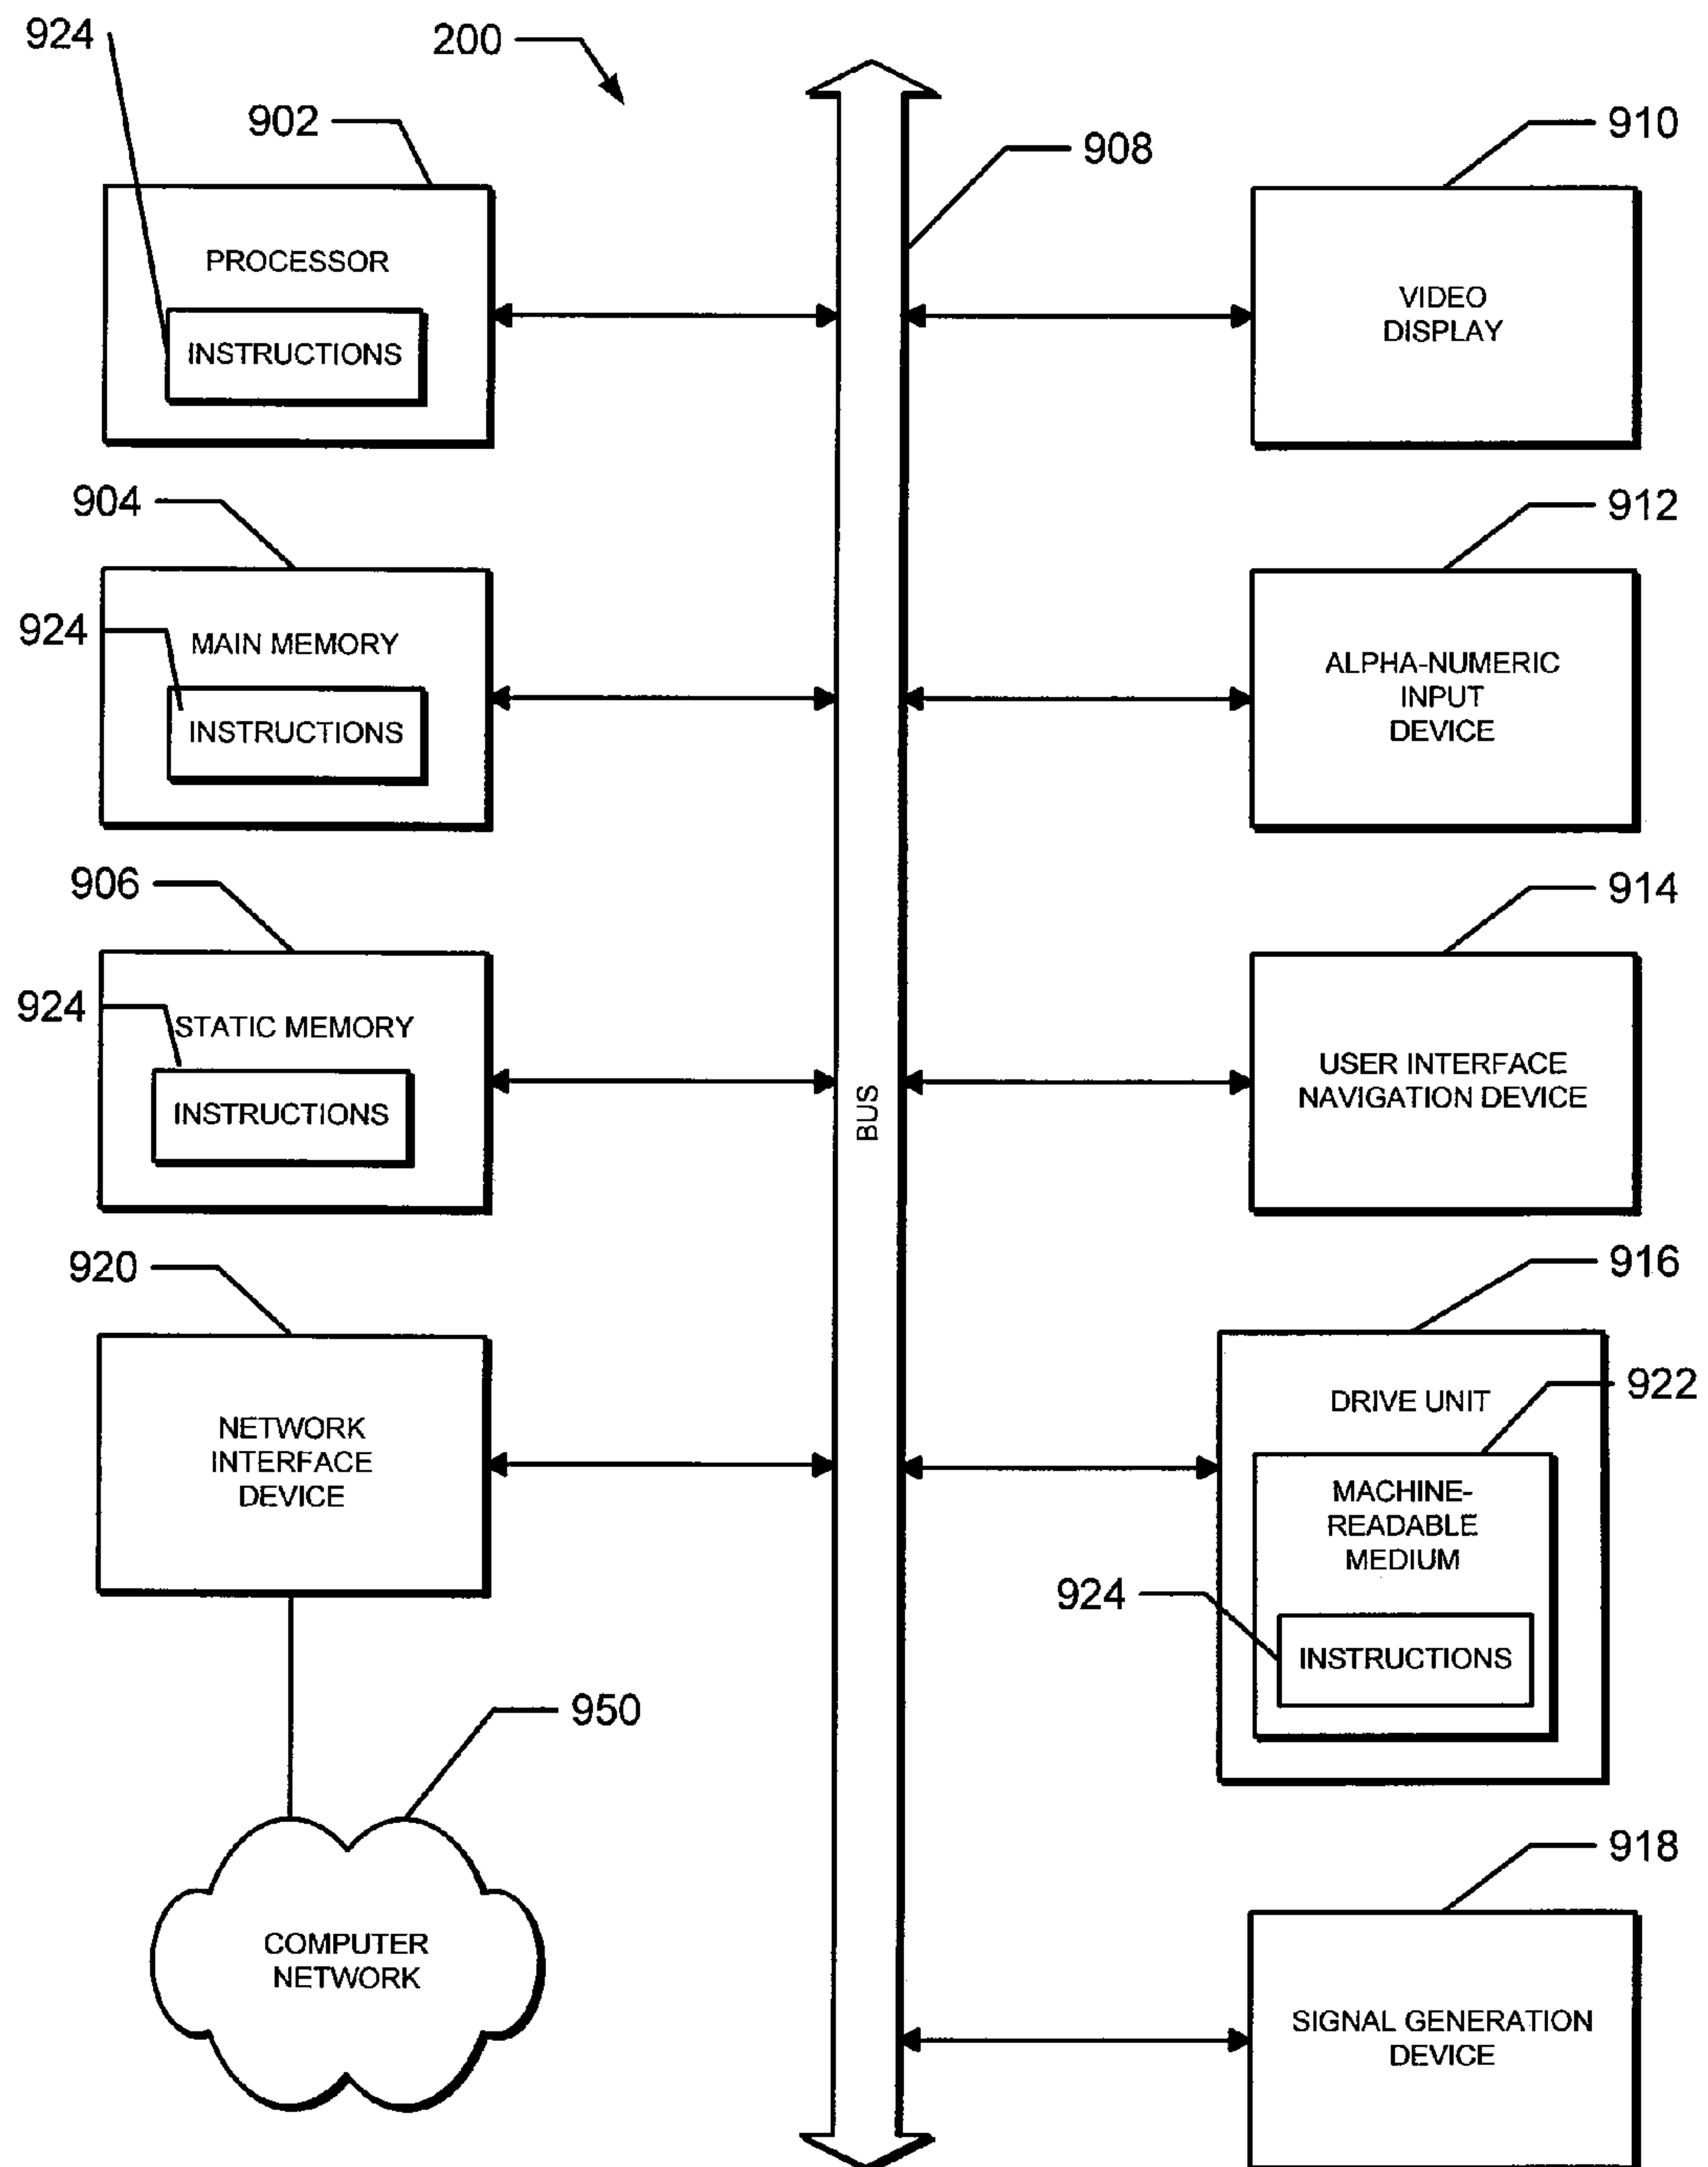 924
200
902
908
910
PROCESSOR
INSTRUCTIONS
VIDEO
DISPLAY
904
912
924
MAIN MEMORY
INSTRUCTIONS
ALPHA-NUMERIC
INPUT
DEVICE
906
914
924
STATIC MEMORY
INSTRUCTIONS
BUS
USER INTERFACE
NAVIGATION DEVICE
920
916
NETWORK
INTERFACE
DEVICE
DRIVE UNIT
922
MACHINE-
READABLE
MEDIUM
924
INSTRUCTIONS
950
COMPUTER
NETWORK
918
SIGNAL GENERATION
DEVICE